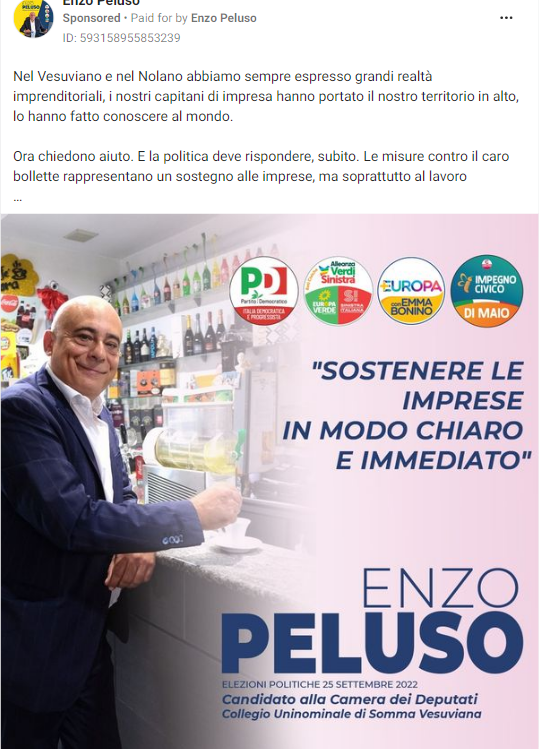 Enzo Peluso
Sponsored • Paid for by Enzo Peluso
ID: 593158955853239
Nel Vesuviano e nel Nolano abbiamo sempre espresso grandi realtà
imprenditoriali, i nostri capitani di impresa hanno portato il nostro territorio in alto,
lo hanno fatto conoscere al mondo.
Ora chiedono aiuto. E la politica deve rispondere, subito. Le misure contro il caro
bollette rappresentano un sostegno alle imprese, ma soprattutto al lavoro
...
PD
Partito Democratico
ITALIA DEMOCRATICA
E PROGRESSISTA
Alleanza
Verdi
Sinistra
EUROPA
VERDE
SI
SINISTRA
ITALIANA
+EUROPA
con EMMA
BONINO
IMPEGNO
CIVICO
DI MAIO
"SOSTENERE LE
IMPRESE
IN MODO CHIARO
E IMMEDIATO"
ENZO
PELUSO
ELEZIONI POLITICHE 25 SETTEMBRE 2022
Candidato alla Camera dei Deputati
Collegio Uninominale di Somma Vesuviana